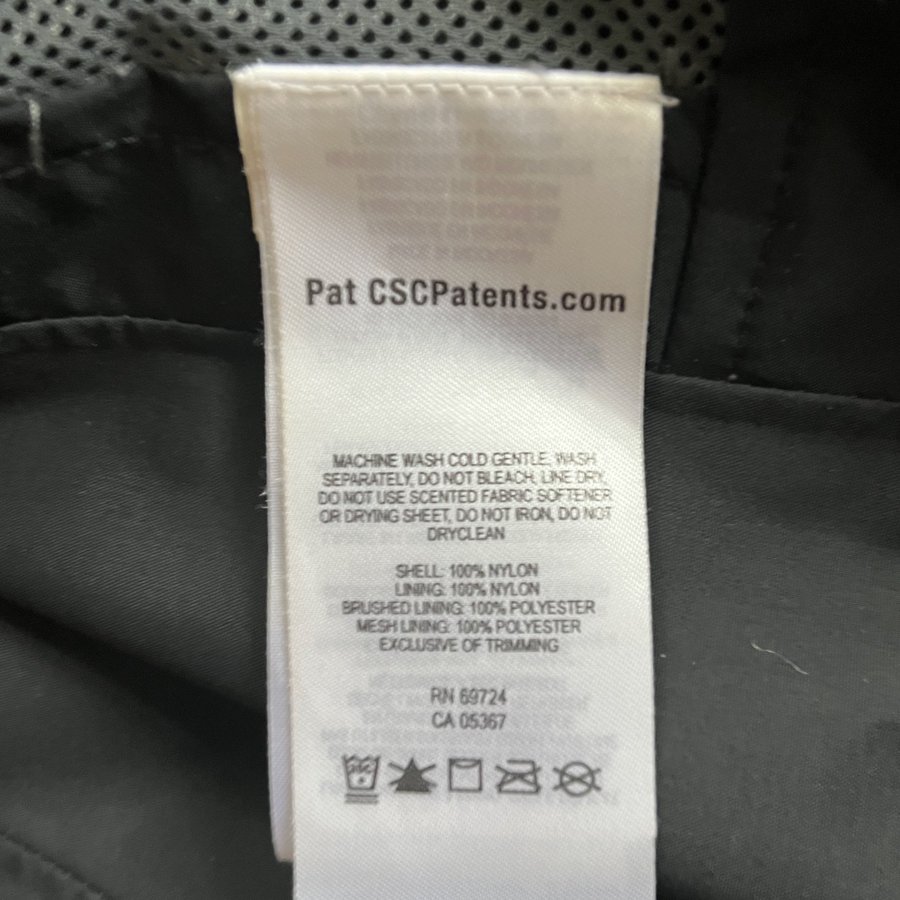 Pat CSCPatents.com
MACHINE WASH COLD GENTLE, WASH
SEPARATELY, DO NOT BLEACH, LINE DRY,
DO NOT USE SCENTED FABRIC SOFTENER
OR DRYING SHEET, DO NOT IRON, DO NOT
DRYCLEAN
SHELL: 100% NYLON
LINING: 100% NYLON
BRUSHED LINING: 100% POLYESTER
MESH LINING: 100% POLYESTER
EXCLUSIVE OF TRIMMING
RN 69724
CA 05367